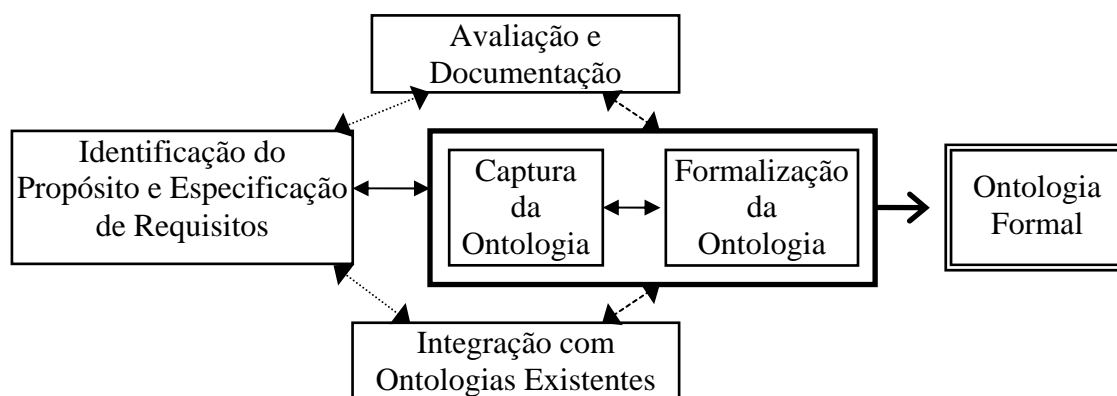 Avaliação e
Documentação
Identificação do
Propósito e Especificação
de Requisitos
Captura
da
Ontologia
Formalização
da
Ontologia
Ontologia
Formal
Integração com
Ontologias Existentes